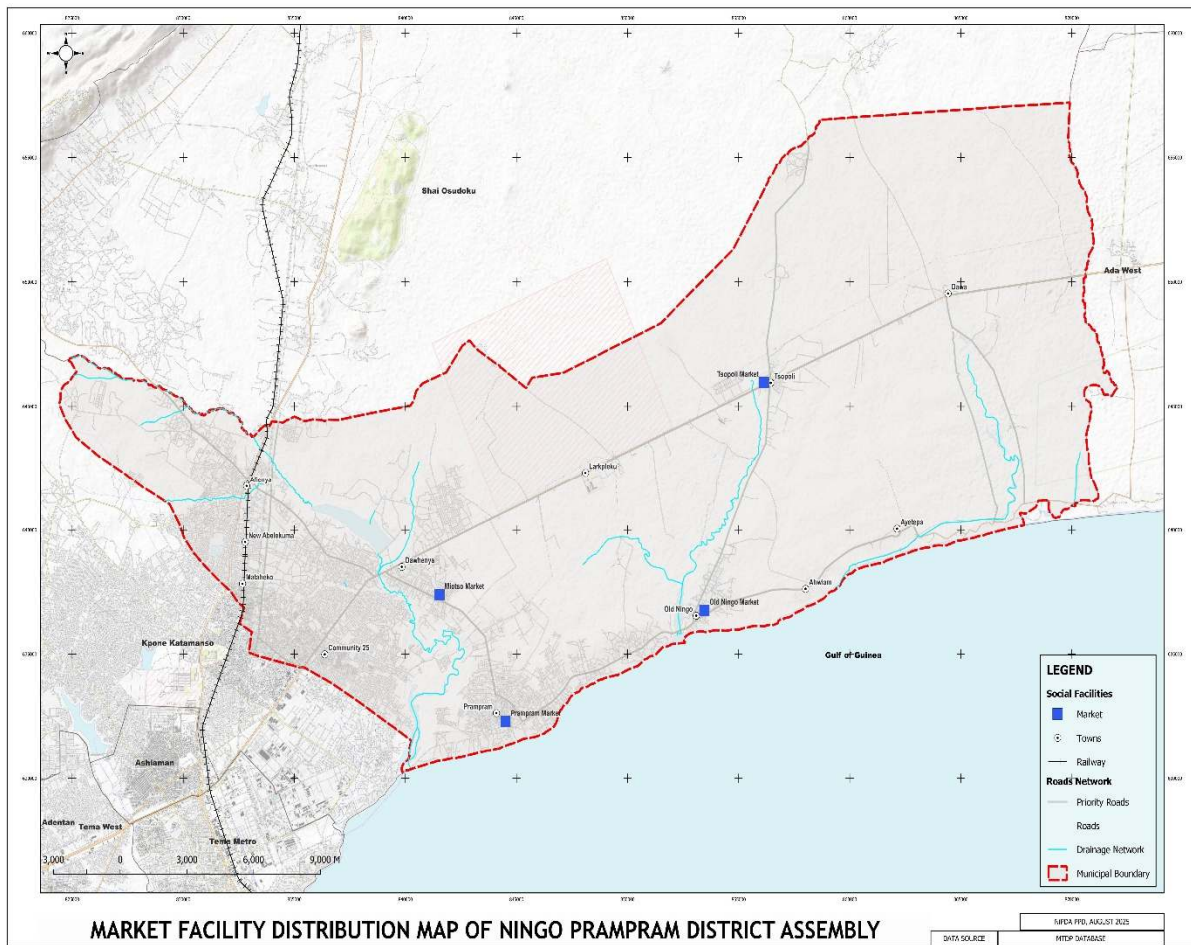 Shai Osudoku
Ada West
Dawa
Tsopoli Market
Tsopoli
Larkpleku
Afienya
New Abolekuma
Mataheko
Dawhenya
Miotso Market
Ayetepa
Ahwiam
Old Ningo
Old Ningo Market
Kpone Katamanso
Community 25
Gulf of Guinea
Prampram
Prampram Market
Ashiaman
Adentan
Tema West
Tema Metro
3,000 0 3,000 6,000 9,000 M
LEGEND
Social Facilities
Market
Towns
Railway
Roads Network
Priority Roads
Roads
Drainage Network
Municipal Boundary
MARKET FACILITY DISTRIBUTION MAP OF NINGO PRAMPRAM DISTRICT ASSEMBLY
NiPDA PPD, AUGUST 2025
DATA SOURCE
MTDP DATABASE